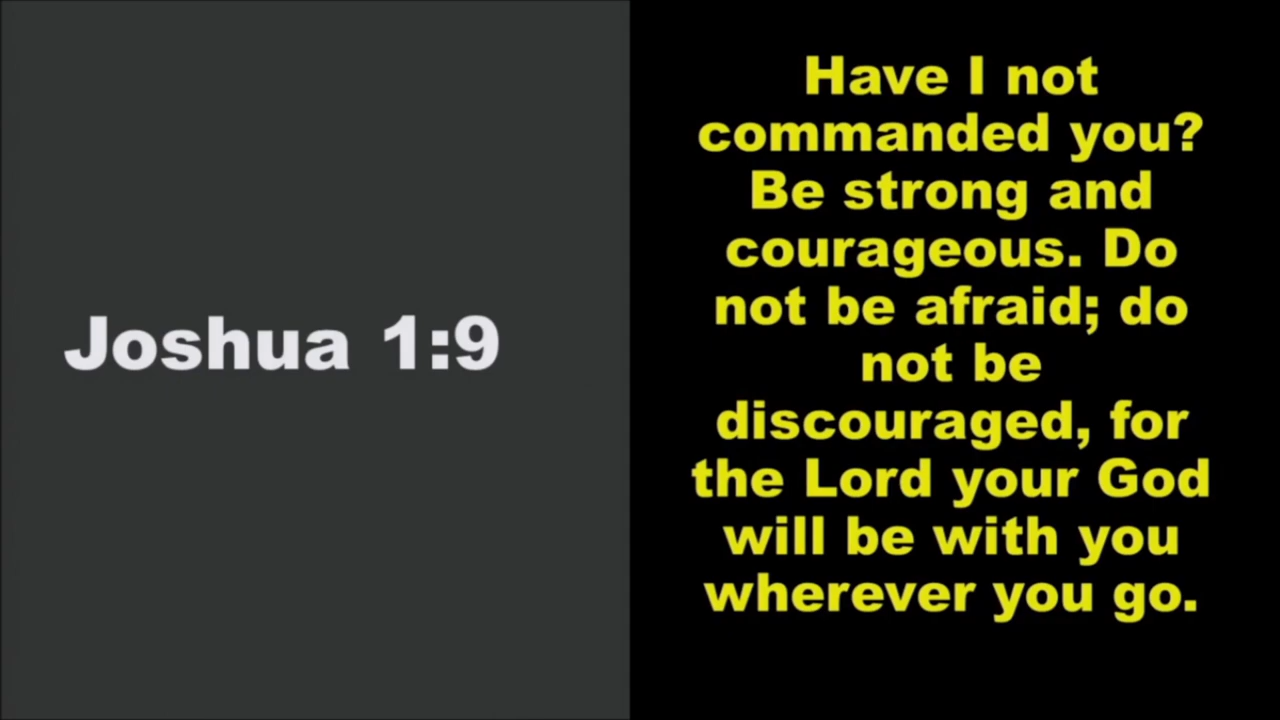 Joshua 1:9
Have I not
commanded you?
Be strong and
courageous. Do
not be afraid; do
not be
discouraged, for
the Lord your God
will be with you
wherever you go.